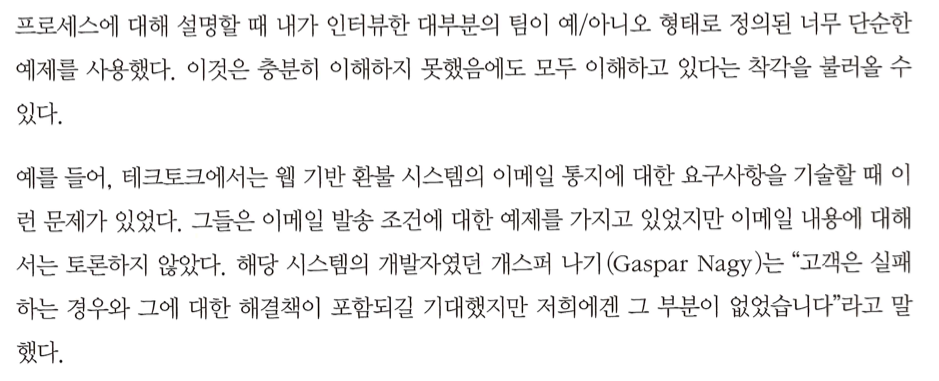 프로세스에 대해 설명할 때 내가 인터뷰한 대부분의 팀이 예/아니오 형태로 정의된 너무 단순한
예제를 사용했다. 이것은 충분히 이해하지 못했음에도 모두 이해하고 있다는 착각을 불러올 수
있다.
예를 들어, 테크토크에서는 웹 기반 환불 시스템의 이메일 통지에 대한 요구사항을 기술할 때 이
런 문제가 있었다. 그들은 이메일 발송 조건에 대한 예제를 가지고 있었지만 이메일 내용에 대해
서는 토론하지 않았다. 해당 시스템의 개발자였던 개스퍼 나기(Gaspar Nagy)는 “고객은 실패
하는 경우와 그에 대한 해결책이 포함되길 기대했지만 저희에겐 그 부분이 없었습니다”라고 말
했다.